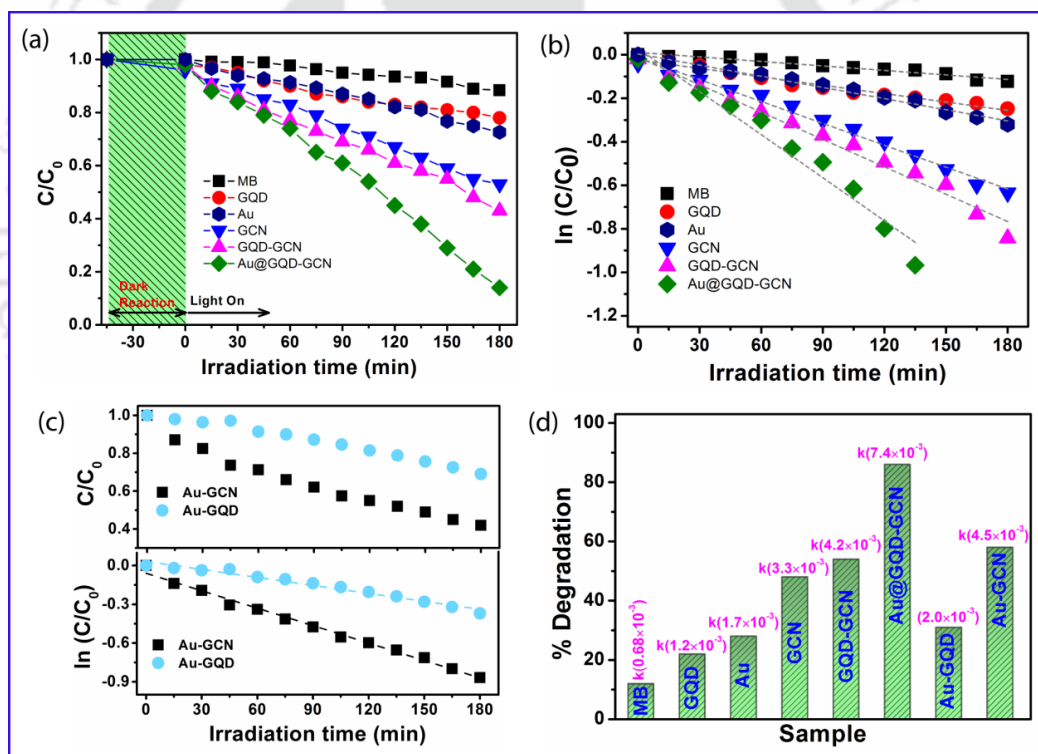 (a)
C/C0
1.0
0.8
0.6
0.4
0.2
0.0
MB
GQD
Au
GCN
GQD-GCN
Au@GQD-GCN
Dark
Reaction
Light On
-30 0 30 60 90 120 150 180
Irradiation time (min)
(b)
ln (C/C0)
0.0
-0.2
-0.4
-0.6
-0.8
-1.0
-1.2
MB
GQD
Au
GCN
GQD-GCN
Au@GQD-GCN
0 30 60 90 120 150 180
Irradiation time (min)
(c)
C/C0
1.0
0.8
0.6
0.4
Au-GCN
Au-GQD
ln (C/C0)
0.0
-0.3
-0.6
-0.9
Au-GCN
Au-GQD
0 30 60 90 120 150 180
Irradiation time (min)
(d)
% Degradation
100
80
60
40
20
0
k(0.68×10-3)
MB
k(1.2×10-3)
GQD
k(1.7×10-3)
Au
k(3.3×10-3)
GCN
k(4.2×10-3)
GQD-GCN
k(7.4×10-3)
Au@GQD-GCN
(2.0×10-3)
Au-GQD
k(4.5×10-3)
Au-GCN
Sample